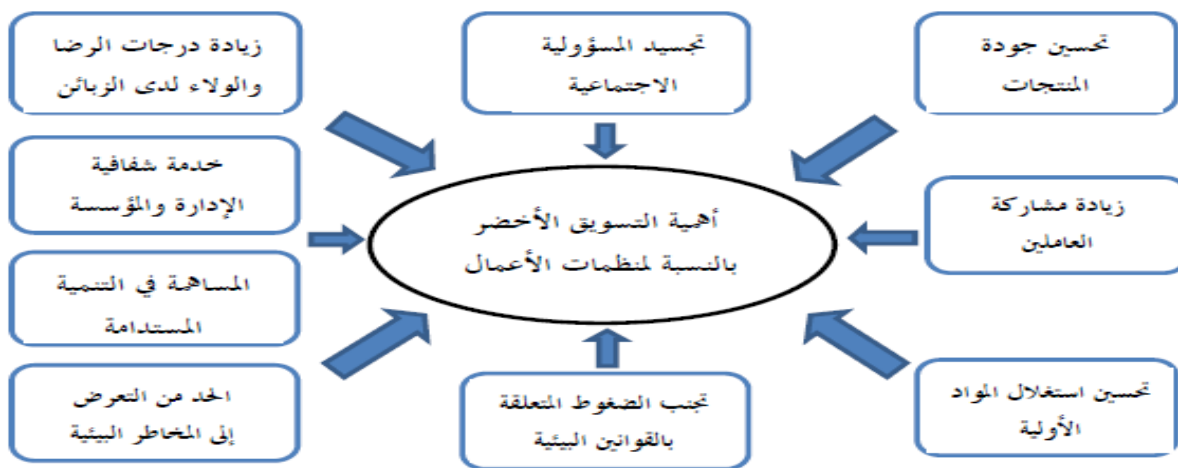 تحسين جودة
المنتجات
تجسيد المسؤولية
الاجتماعية
زيادة درجات الرضا
والولاء لدى الزبائن
خدمة شفافية
الإدارة والمؤسسة
زيادة مشاركة
العاملين
أهمية التسويق الأخضر
بالنسبة لمنظمات الأعمال
المساهمة في التنمية
المستدامة
تحسين استغلال المواد
الأولية
تجنب الضغوط المتعلقة
بالقوانين البيئية
الحد من التعرض
إلى المخاطر البيئية